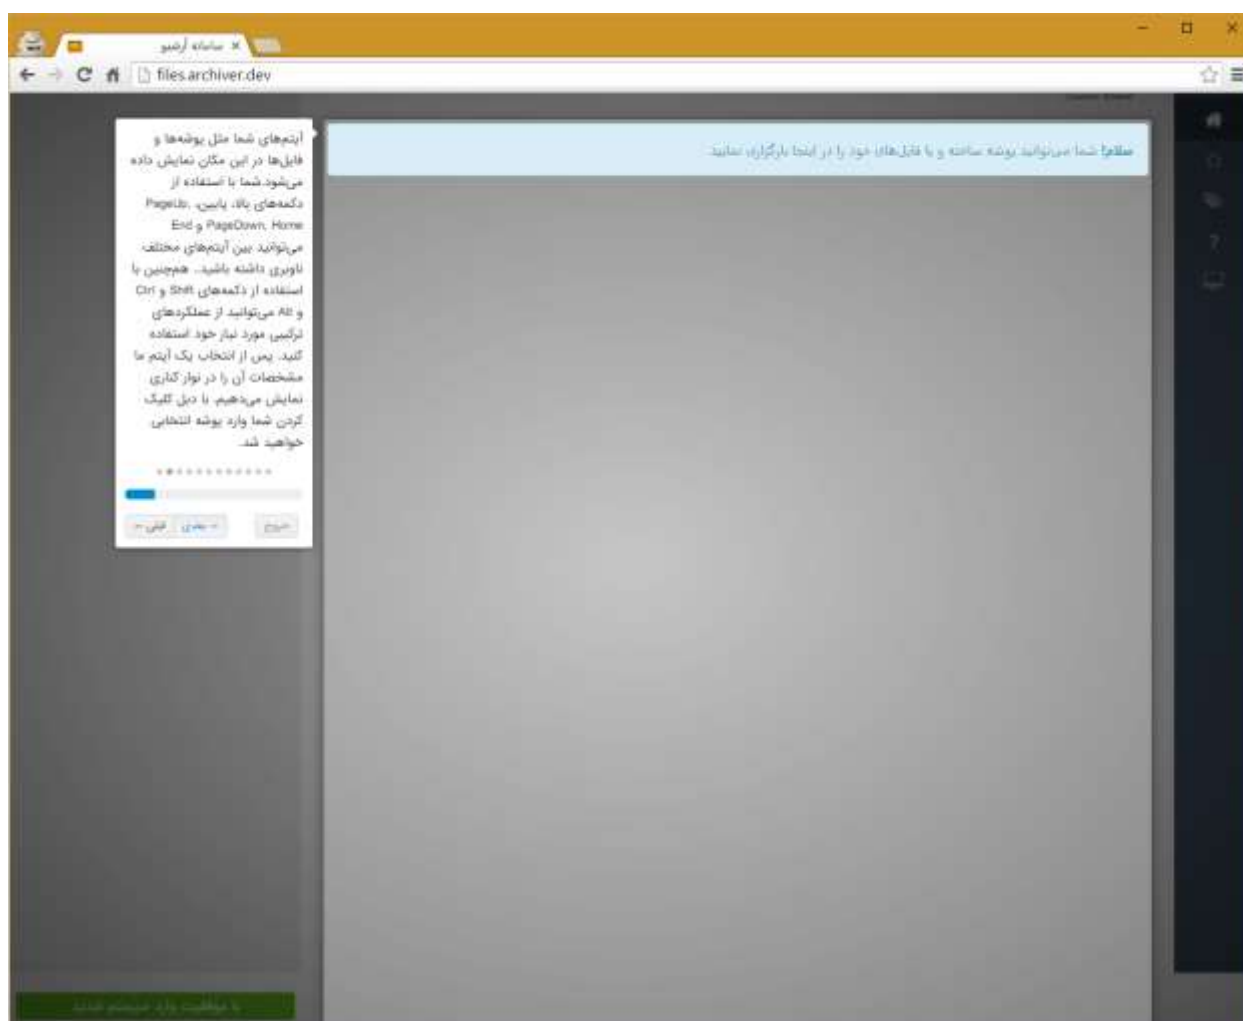 سامانه آرشیو
files.archiver.dev
سلام! شما می‌توانید پوشه ساخته و یا فایل‌های خود را در اینجا بارگزاری نمایید.
آیتم‌های شما مثل پوشه‌ها و
فایل‌ها در این مکان نمایش داده
می‌شود.شما با استفاده از
دکمه‌های بالا، پایین، PageUp,
PageDown, Home و End
می‌توانید بین آیتم‌های مختلف
ناوبری داشته باشید.. هم‌چنین با
استفاده از دکمه‌های Shift و Ctrl
و Alt می‌توانید از عملکردهای
ترکیبی مورد نیاز خود استفاده
کنید. پس از انتخاب یک آیتم ما
مشخصات آن را در نوار کناری
نمایش می‌دهیم. با دبل کلیک
کردن شما وارد پوشه انتخابی
خواهید شد.
خروج
بعدی
قبلی
با موفقیت وارد سیستم شدید